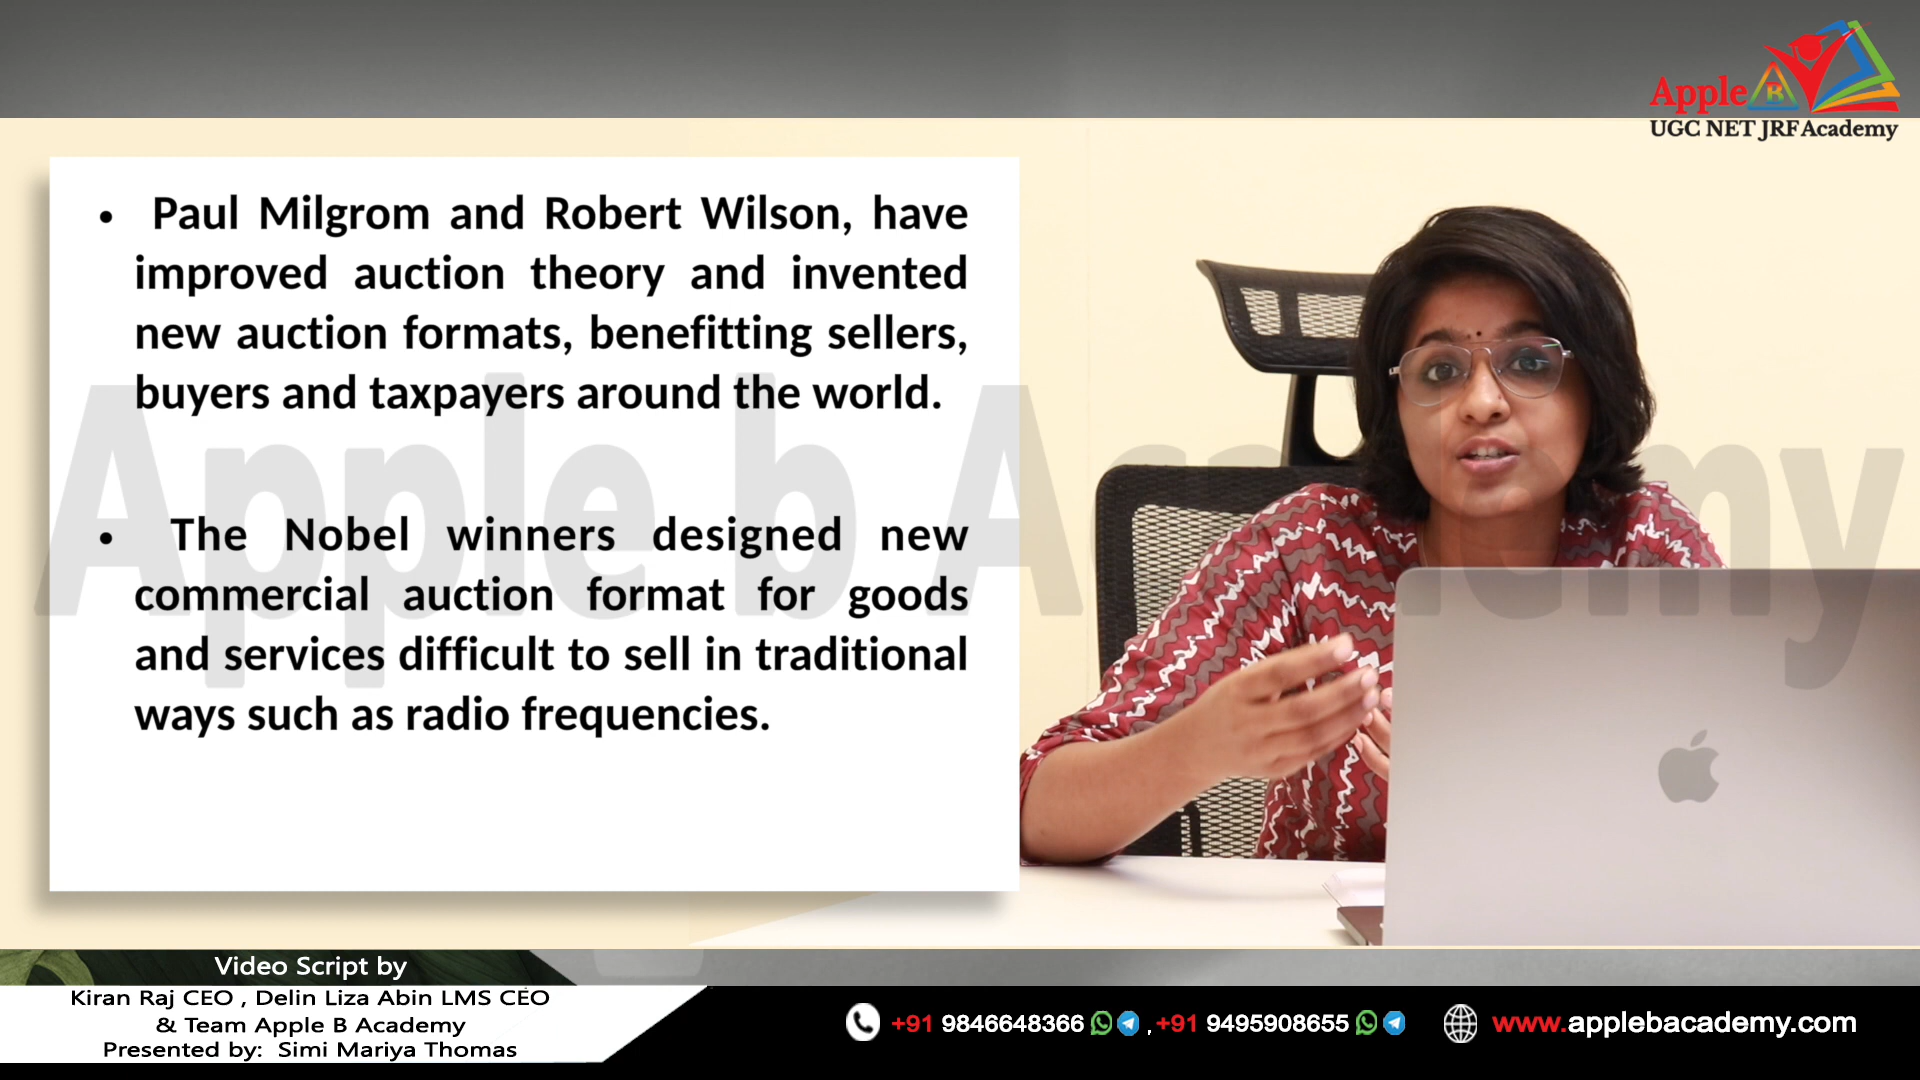 Apple B
UGC NET JRF Academy
• Paul Milgrom and Robert Wilson, have
improved auction theory and invented
new auction formats, benefitting sellers,
buyers and taxpayers around the world.
Apple b Academy
• The Nobel winners designed new
commercial auction format for goods
and services difficult to sell in traditional
ways such as radio frequencies.
Video Script by
Kiran Raj CEO , Delin Liza Abin LMS CEO
& Team Apple B Academy
Presented by: Simi Mariya Thomas
+91 9846648366 , +91 9495908655 www.applebacademy.com